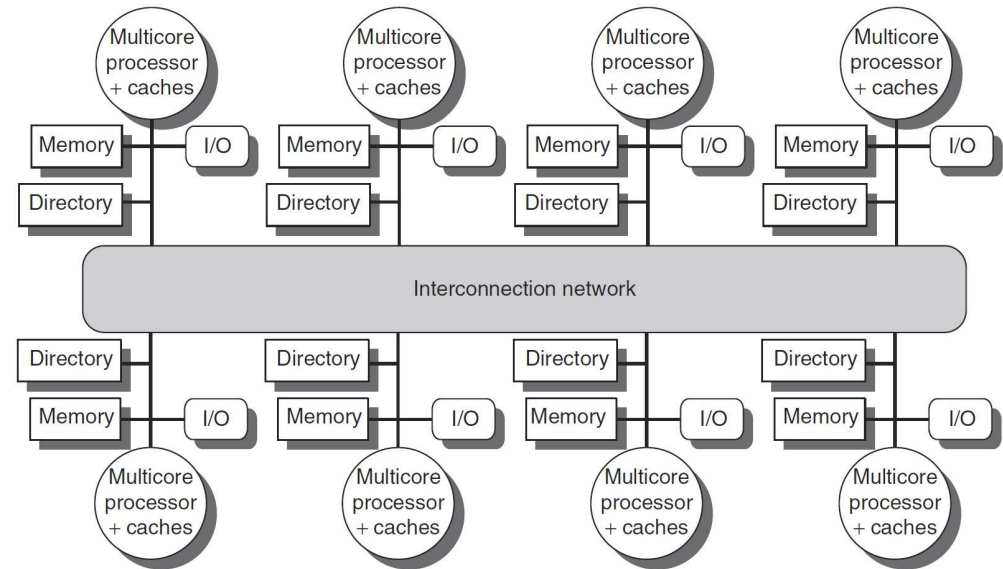 Multicore
processor
+ caches
Multicore
processor
+ caches
Multicore
processor
+ caches
Multicore
processor
+ caches
Memory
I/O
Memory
I/O
Memory
I/O
Memory
I/O
Directory
Directory
Directory
Directory
Interconnection network
Directory
Directory
Directory
Directory
Memory
I/O
Memory
I/O
Memory
I/O
Memory
I/O
Multicore
processor
+ caches
Multicore
processor
+ caches
Multicore
processor
+ caches
Multicore
processor
+ caches